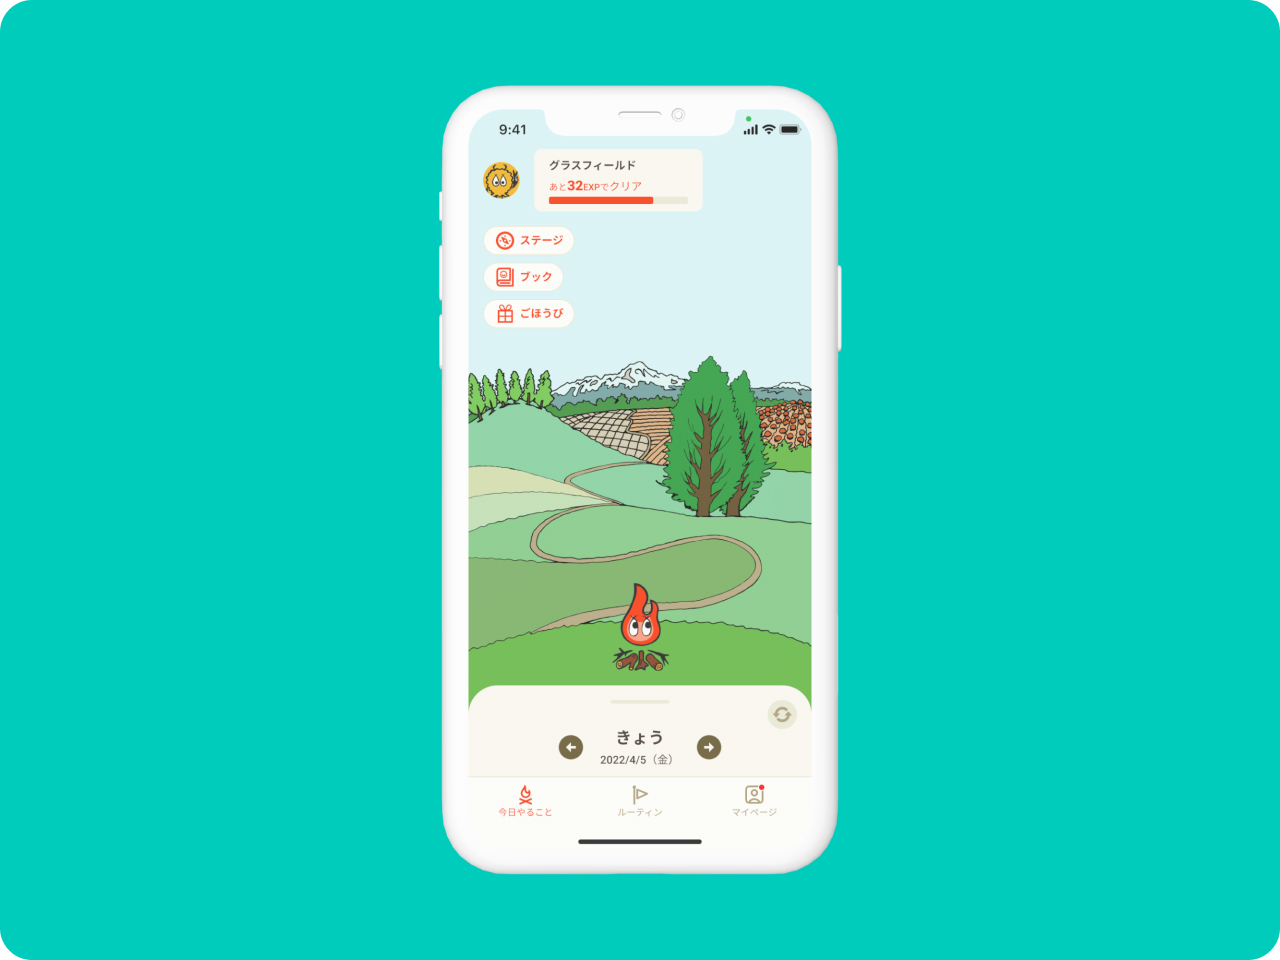 9:41
グラスフィールド
あと32EXPでクリア
ステージ
ブック
ごほうび
きょう
2022/4/5（金）
今日やること
ルーティン
マイページ